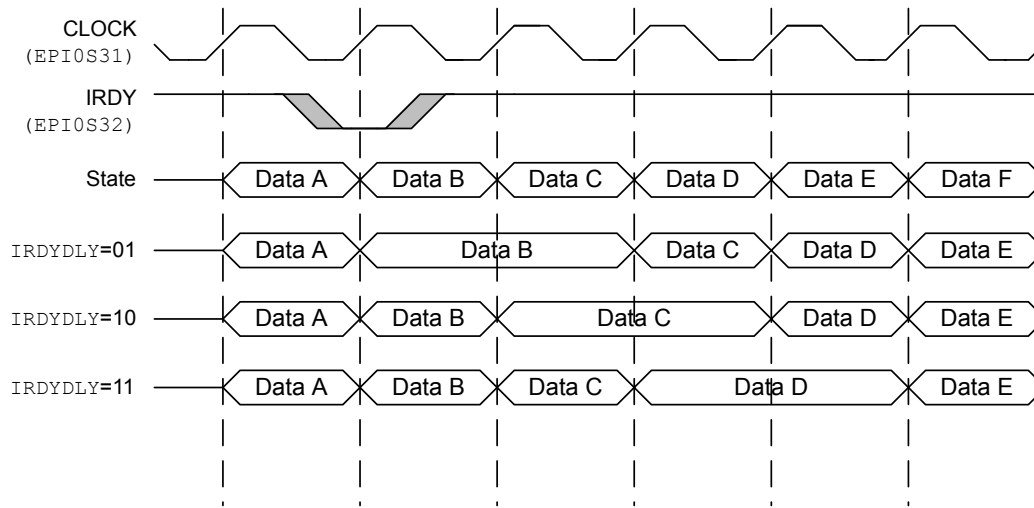 CLOCK
(EPI0S31)
IRDY
(EPI0S32)
State Data A Data B Data C Data D Data E Data F
IRDYDLY=01 Data A Data B Data C Data D Data E
IRDYDLY=10 Data A Data B Data C Data D Data E
IRDYDLY=11 Data A Data B Data C Data D Data E